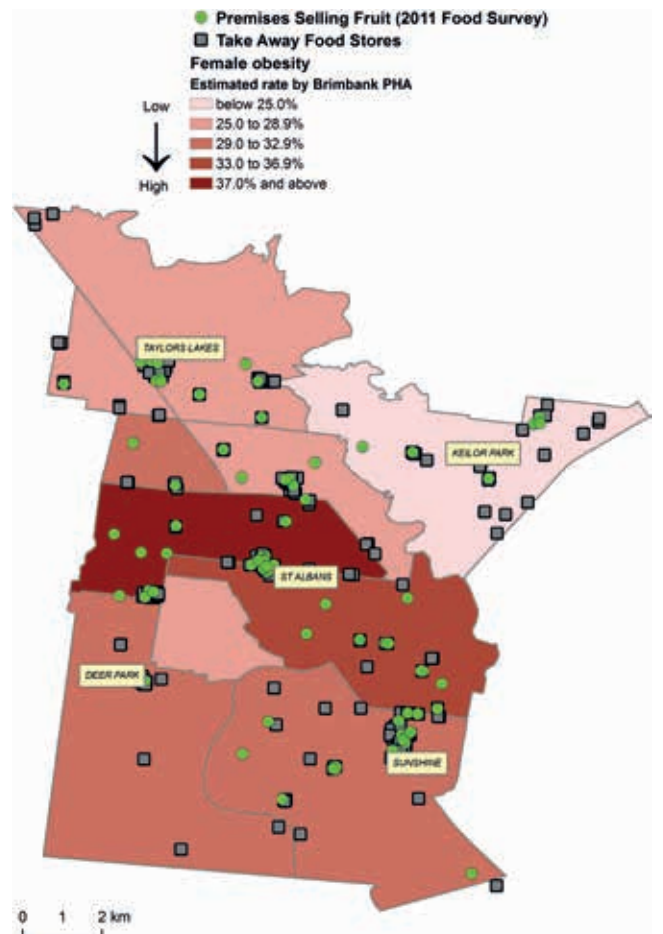 Premises Selling Fruit (2011 Food Survey)
Take Away Food Stores
Female obesity
Estimated rate by Brimbank PHA
Low
High
below 25.0%
25.0 to 28.9%
29.0 to 32.9%
33.0 to 36.9%
37.0% and above
TAYLORS LAKES
KEILOR PARK
ST ALBANS
DEER PARK
SUNSHINE
0 1 2 km